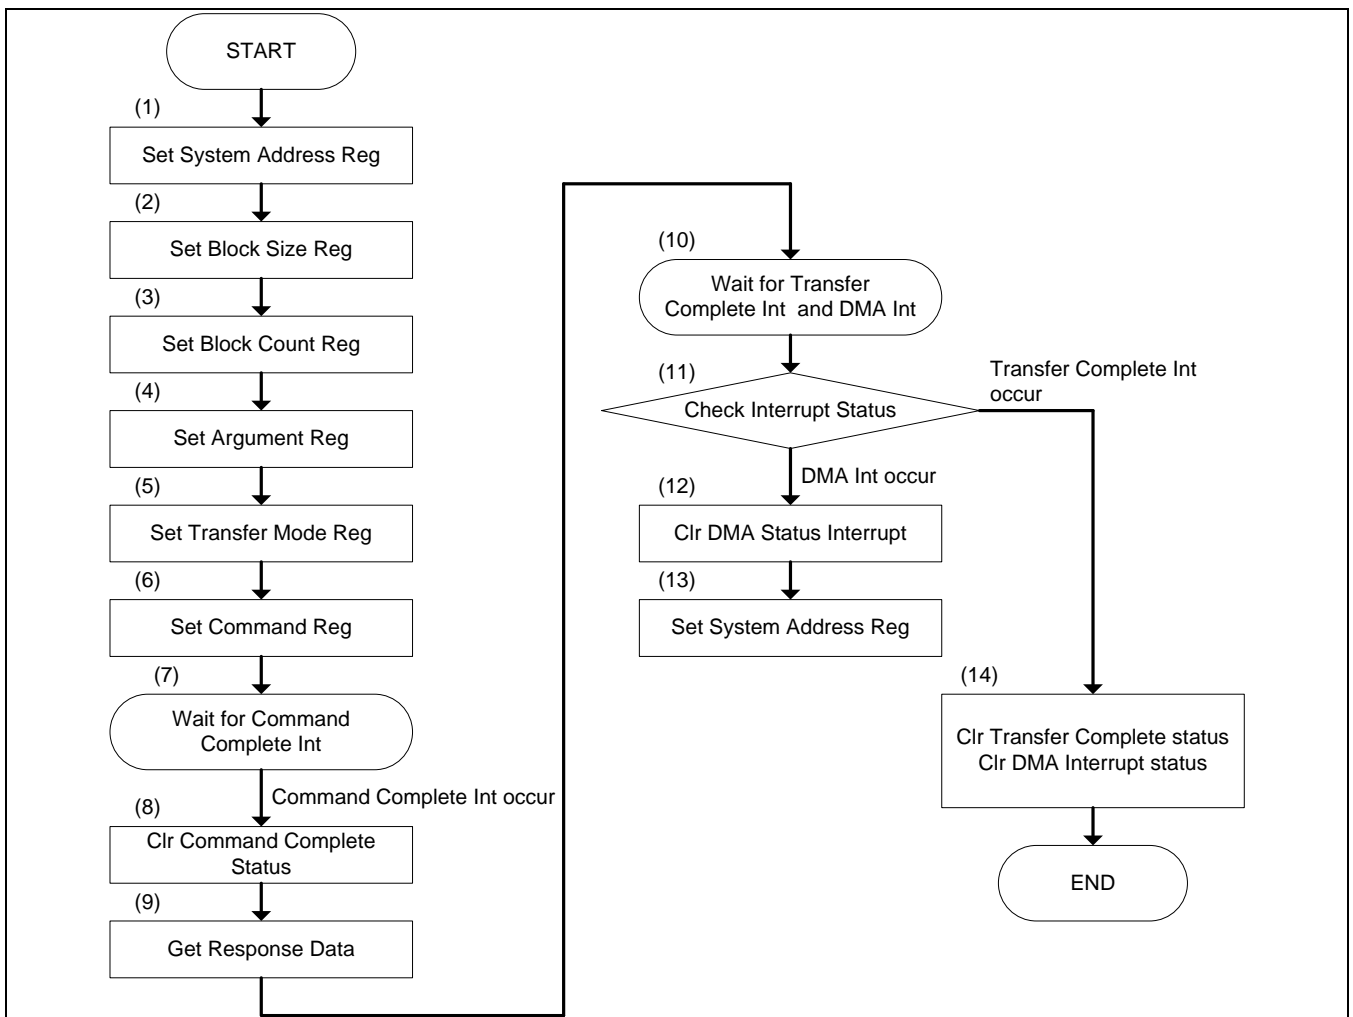 START
(1)
Set System Address Reg
(2)
Set Block Size Reg
(3)
Set Block Count Reg
(4)
Set Argument Reg
(5)
Set Transfer Mode Reg
(6)
Set Command Reg
(7)
Wait for Command
Complete Int
Command Complete Int occur
(8)
Clr Command Complete
Status
(9)
Get Response Data
(10)
Wait for Transfer
Complete Int and DMA Int
(11)
Check Interrupt Status
Transfer Complete Int
occur
DMA Int occur
(12)
Clr DMA Status Interrupt
(13)
Set System Address Reg
(14)
Clr Transfer Complete status
Clr DMA Interrupt status
END